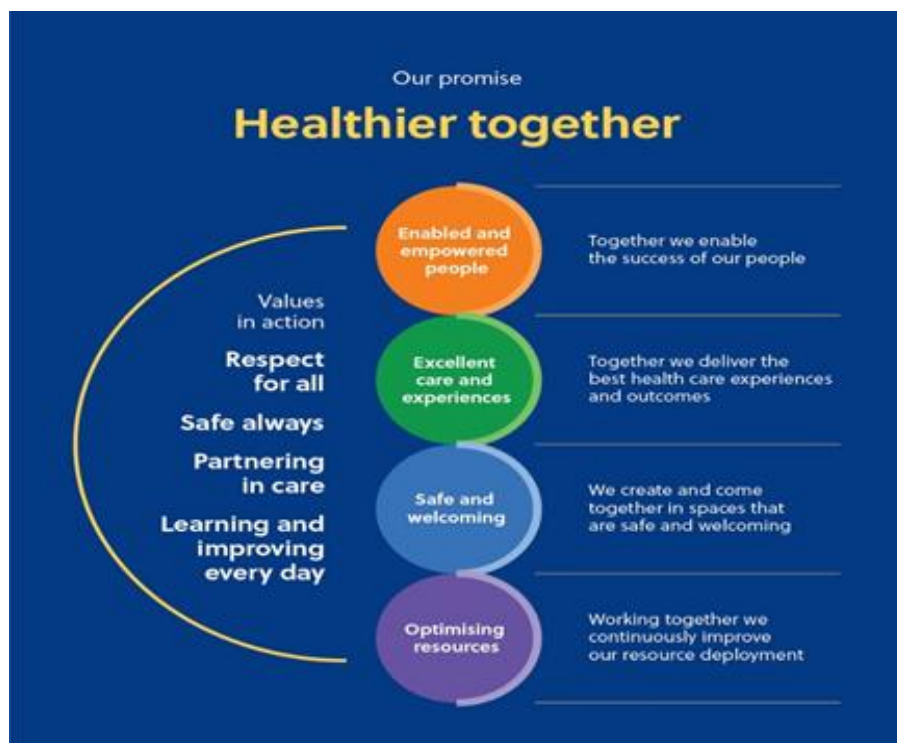 Our promise
Healthier together
Values
in action
Respect
for all
Safe always
Partnering
in care
Learning and
improving
every day
Enabled and
empowered
people
Together we enable
the success of our people
Excellent
care and
experiences
Together we deliver the
best health care experiences
and outcomes
Safe and
welcoming
We create and come
together in spaces that
are safe and welcoming
Optimising
resources
Working together we
continuously improve
our resource deployment